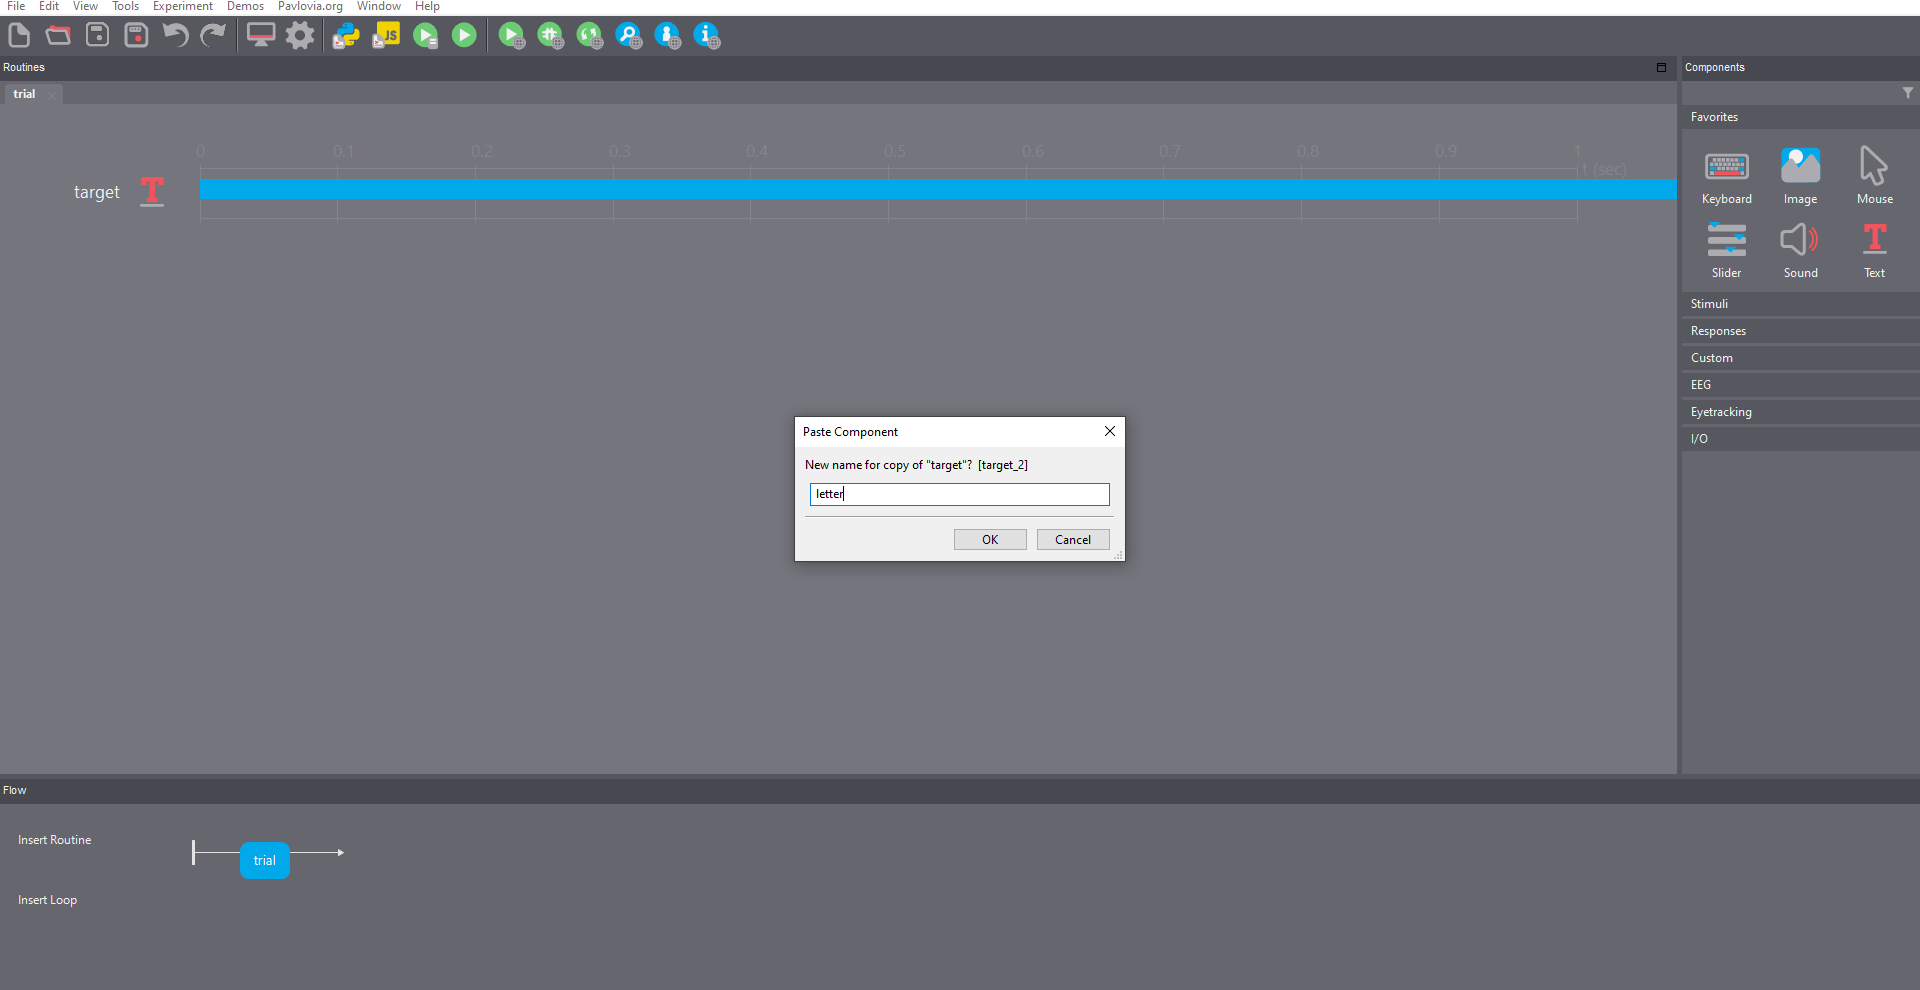 File Edit View Tools Experiment Demos Pavlovia.org Window Help
JS
Routines
trial
0 0.1 0.2 0.3 0.4 0.5 0.6 0.7 0.8 0.9 1
t (sec)
target T
Paste Component
New name for copy of "target"? [target_2]
letter
OK Cancel
Components
Favorites
Keyboard Image Mouse
T
Slider Sound Text
Stimuli
Responses
Custom
EEG
Eyetracking
I/O
Flow
Insert Routine
trial
Insert Loop